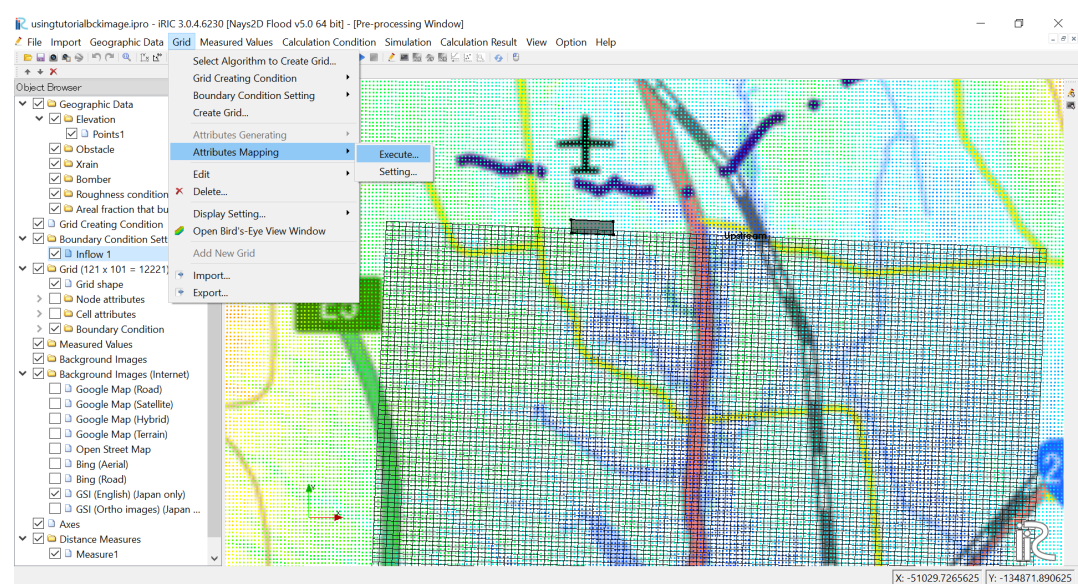 usingtutorialbckimage.ipro - iRIC 3.0.4.6230 [Nays2D Flood v5.0 64 bit] - [Pre-processing Window]
File Import Geographic Data Grid Measured Values Calculation Condition Simulation Calculation Result View Option Help
Select Algorithm to Create Grid...
Grid Creating Condition
Boundary Condition Setting
Create Grid...
Attributes Generating
Attributes Mapping
Execute...
Setting...
Edit
Delete...
Display Setting...
Open Bird's-Eye View Window
Add New Grid
Import...
Export...
Object Browser
Geographic Data
Elevation
Points1
Obstacle
Xrain
Bomber
Roughness condition
Areal fraction that bu
Grid Creating Condition
Boundary Condition Sett
Inflow 1
Grid (121 x 101 = 12221)
Grid shape
Node attributes
Cell attributes
Boundary Condition
Measured Values
Background Images
Background Images (Internet)
Google Map (Road)
Google Map (Satellite)
Google Map (Hybrid)
Google Map (Terrain)
Open Street Map
Bing (Aerial)
Bing (Road)
GSI (English) (Japan only)
GSI (Ortho images) (Japan ...
Axes
Distance Measures
Measure1
Upstream
E5
2
Y
X
iRIC
X: -51029.7265625 Y: -134871.890625